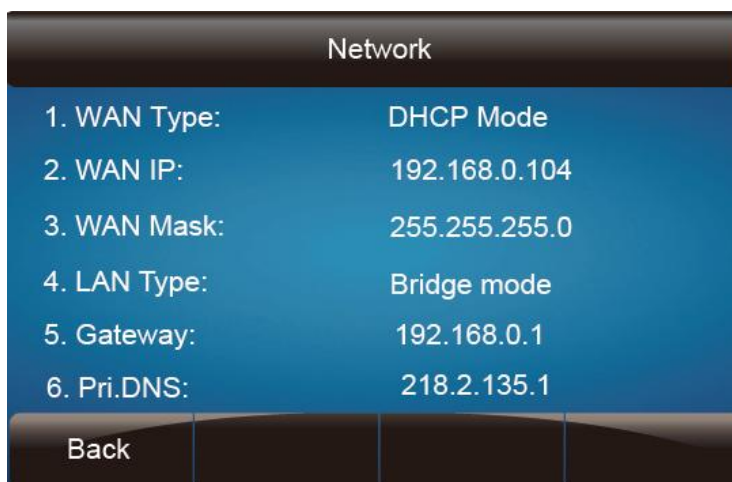 Network
1. WAN Type: DHCP Mode
2. WAN IP: 192.168.0.104
3. WAN Mask: 255.255.255.0
4. LAN Type: Bridge mode
5. Gateway: 192.168.0.1
6. Pri.DNS: 218.2.135.1
Back